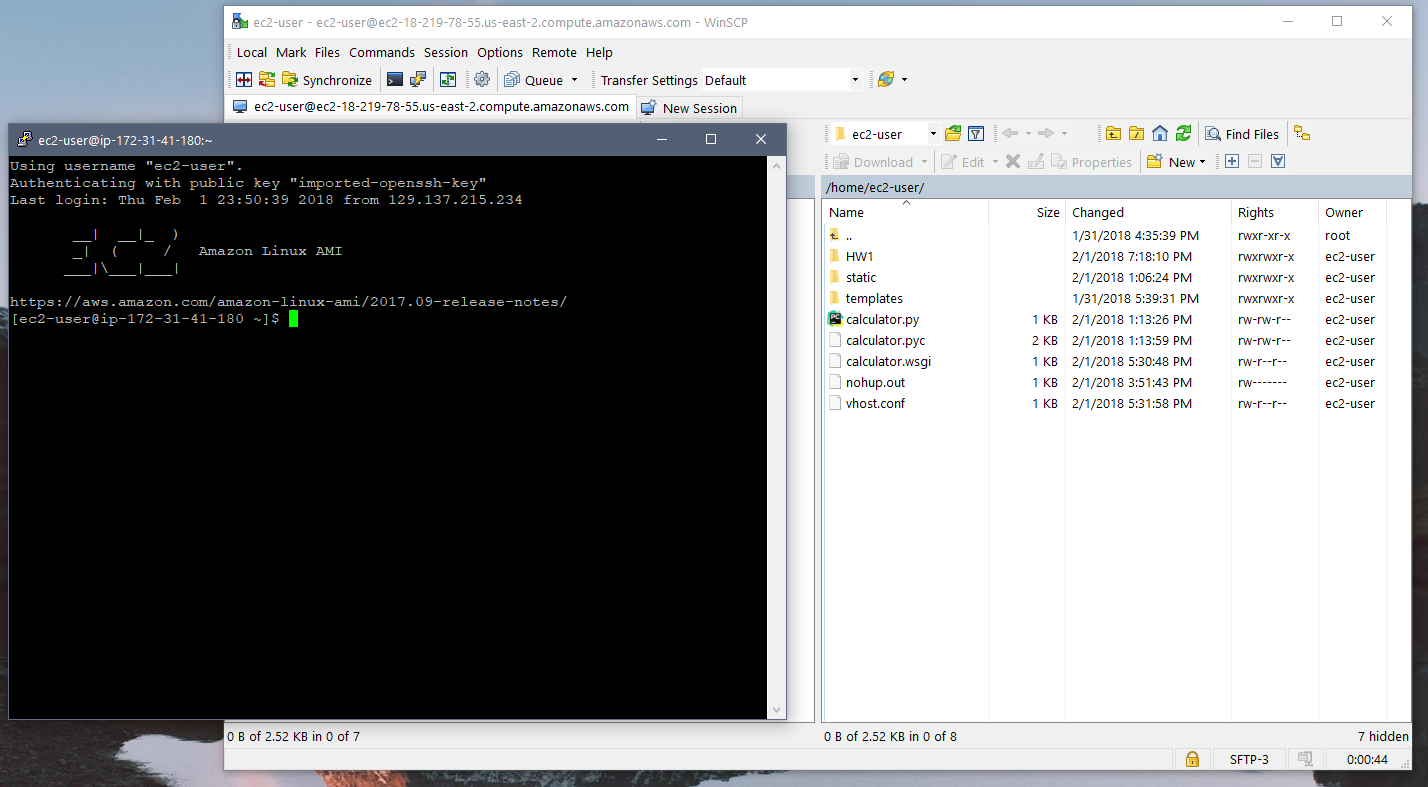 ec2-user - ec2-user@ec2-18-219-78-55.us-east-2.compute.amazonaws.com - WinSCP
Local Mark Files Commands Session Options Remote Help
Synchronize Queue Transfer Settings Default
ec2-user@ec2-18-219-78-55.us-east-2.compute.amazonaws.com New Session
ec2-user@ip-172-31-41-180:~
Using username "ec2-user".
Authenticating with public key "imported-openssh-key"
Last login: Thu Feb  1 23:50:39 2018 from 129.137.215.234
       __|  __|_  )
       _|  (     /   Amazon Linux AMI
      ___|\___|___|
https://aws.amazon.com/amazon-linux-ami/2017.09-release-notes/
[ec2-user@ip-172-31-41-180 ~]$
ec2-user Find Files
Download Edit Properties New
/home/ec2-user/
Name Size Changed Rights Owner
.. 1/31/2018 4:35:39 PM rwxr-xr-x root
HW1 2/1/2018 7:18:10 PM rwxrwxr-x ec2-user
static 2/1/2018 1:06:24 PM rwxrwxr-x ec2-user
templates 1/31/2018 5:39:31 PM rwxrwxr-x ec2-user
calculator.py 1 KB 2/1/2018 1:13:26 PM rw-rw-r-- ec2-user
calculator.pyc 2 KB 2/1/2018 1:13:59 PM rw-rw-r-- ec2-user
calculator.wsgi 1 KB 2/1/2018 5:30:48 PM rw-r--r-- ec2-user
nohup.out 1 KB 2/1/2018 3:51:43 PM rw------- ec2-user
vhost.conf 1 KB 2/1/2018 5:31:58 PM rw-r--r-- ec2-user
0 B of 2.52 KB in 0 of 7
0 B of 2.52 KB in 0 of 8 7 hidden
SFTP-3 0:00:44